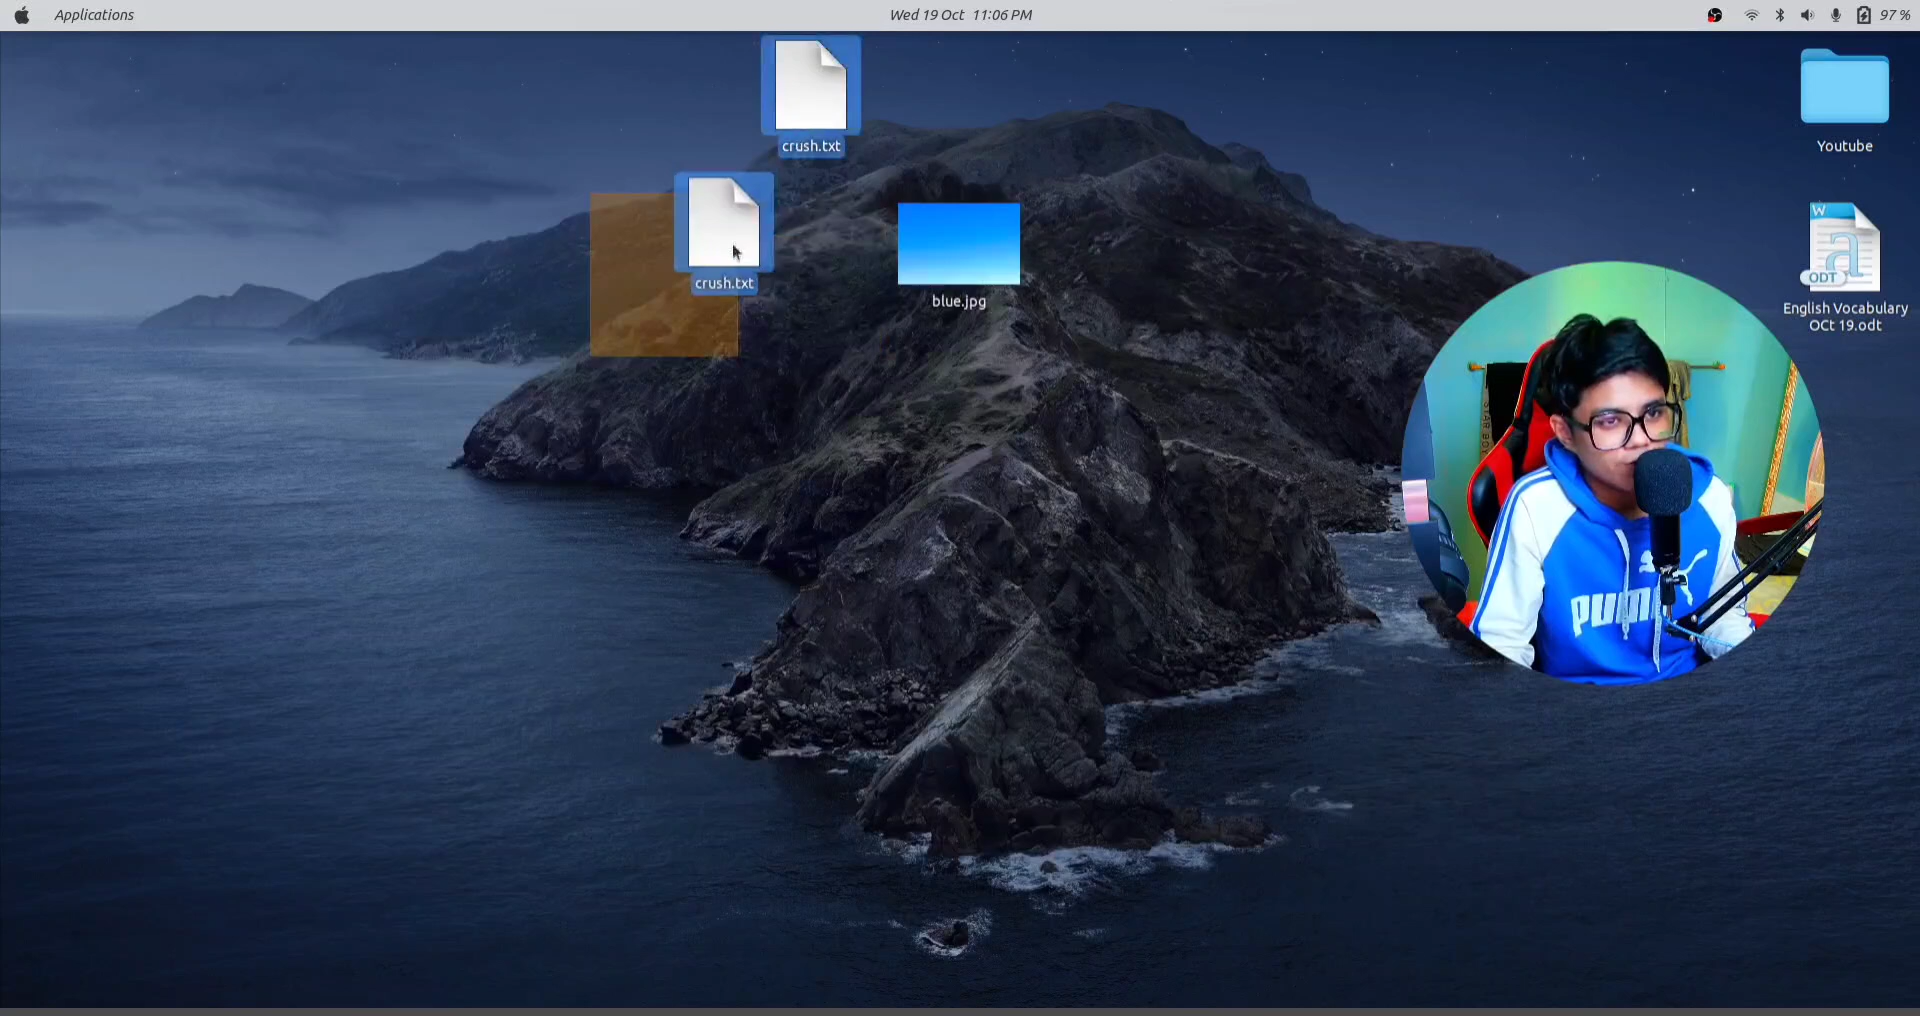 Applications
Wed 19 Oct 11:06 PM
97 %
crush.txt
Youtube
crush.txt
blue.jpg
W
a
ODT
English Vocabulary
OCt 19.odt
PUMA